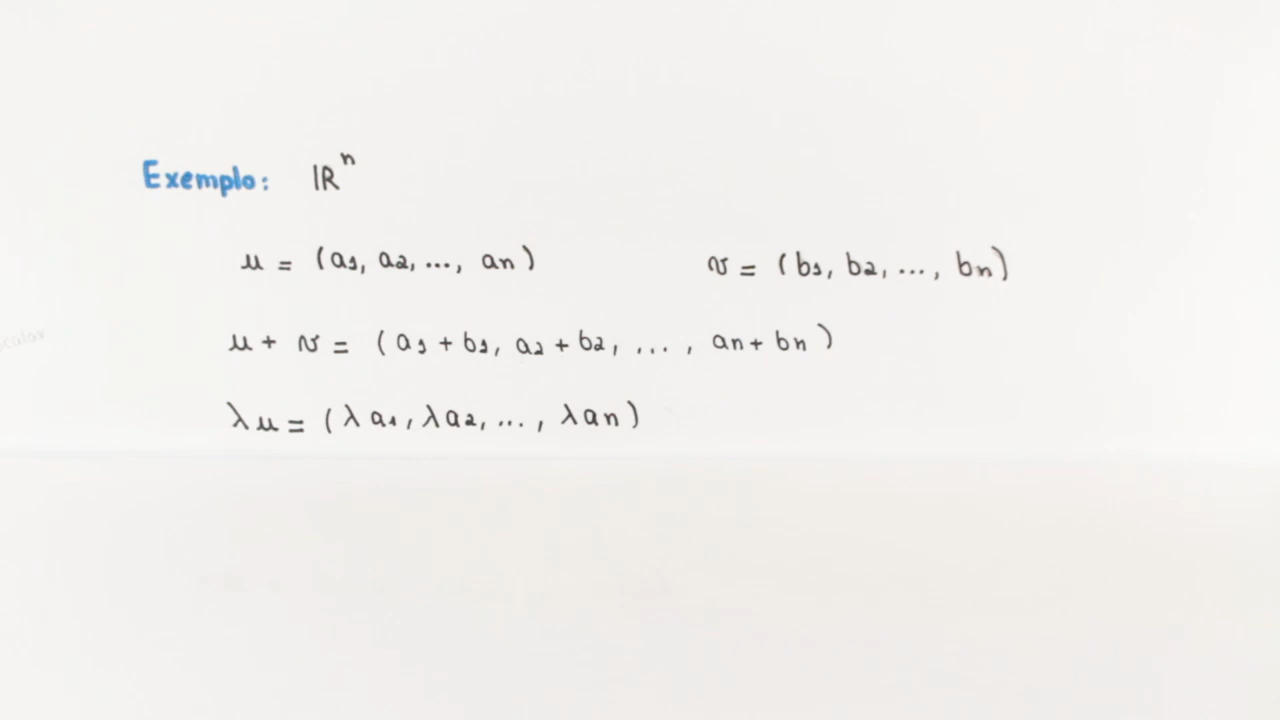 Exemplo: ℝⁿ
u = (a₁, a₂, ..., aₙ) v = (b₁, b₂, ..., bₙ)
u + v = (a₁ + b₁, a₂ + b₂, ..., aₙ + bₙ)
λu = (λa₁, λa₂, ..., λaₙ)